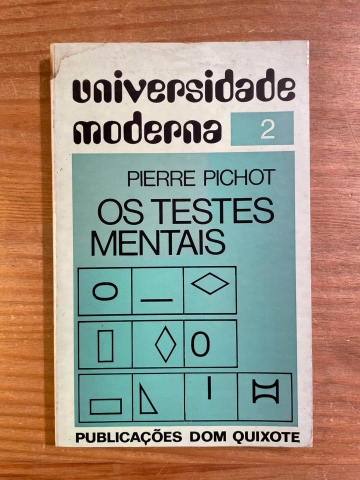 universidade
moderna 2
PIERRE PICHOT
OS TESTES
MENTAIS
PUBLICAÇÕES DOM QUIXOTE